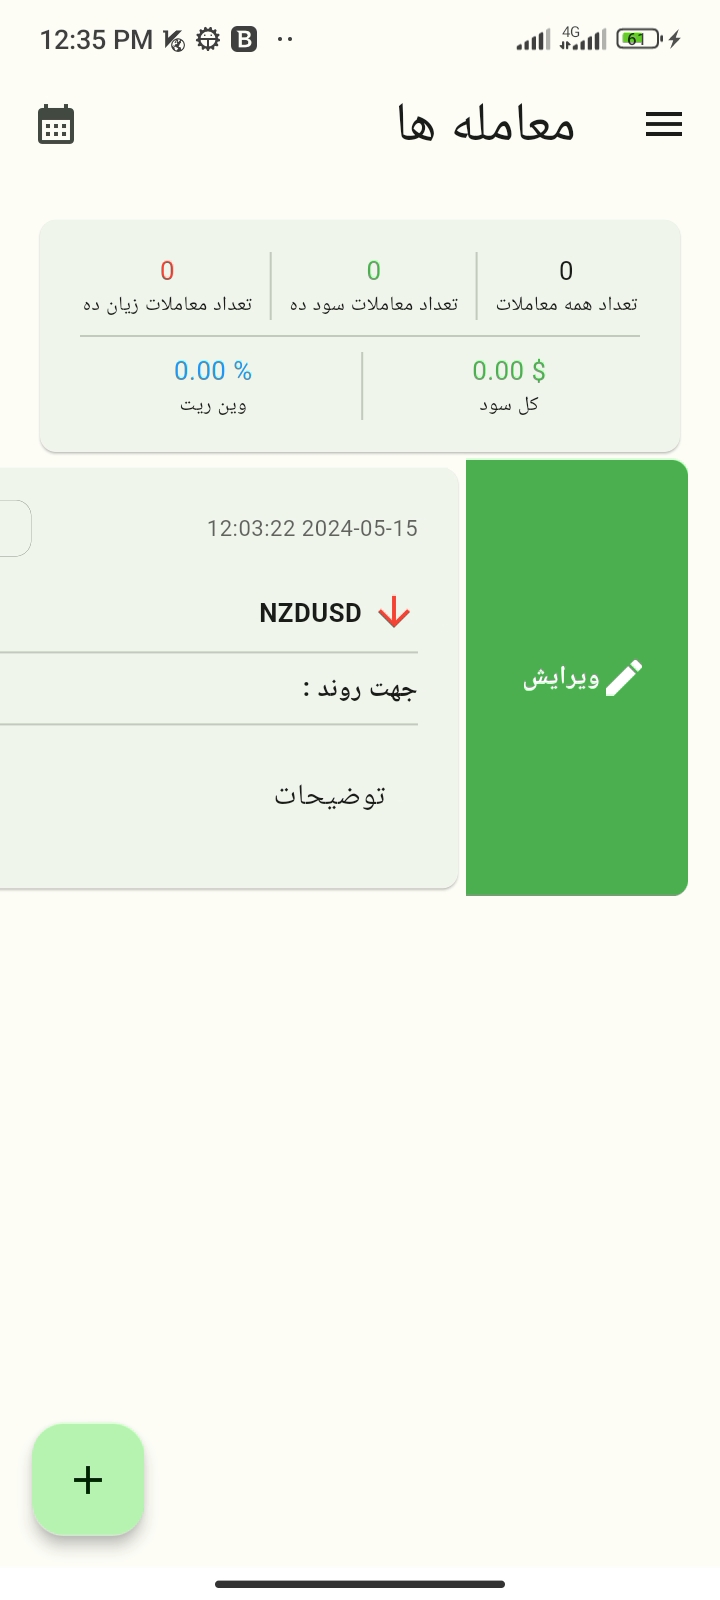 12:35 PM B
4G 61
معامله ها
0
تعداد همه معاملات
0
تعداد معاملات سود ده
0
تعداد معاملات زیان ده
0.00 $
کل سود
0.00 %
وین ریت
12:03:22 2024-05-15
NZDUSD
جهت روند :
توضیحات
ویرایش